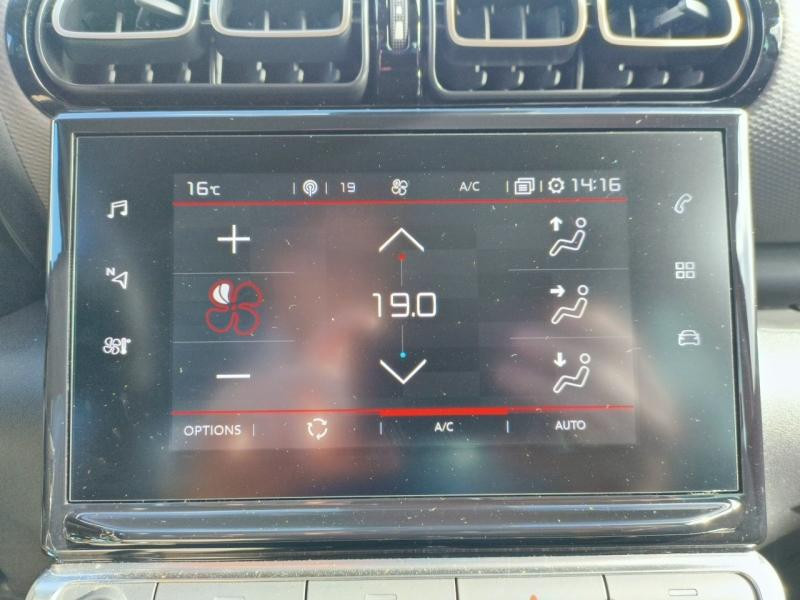 16°C 19 A/C 14:16
N
19.0
OPTIONS A/C AUTO